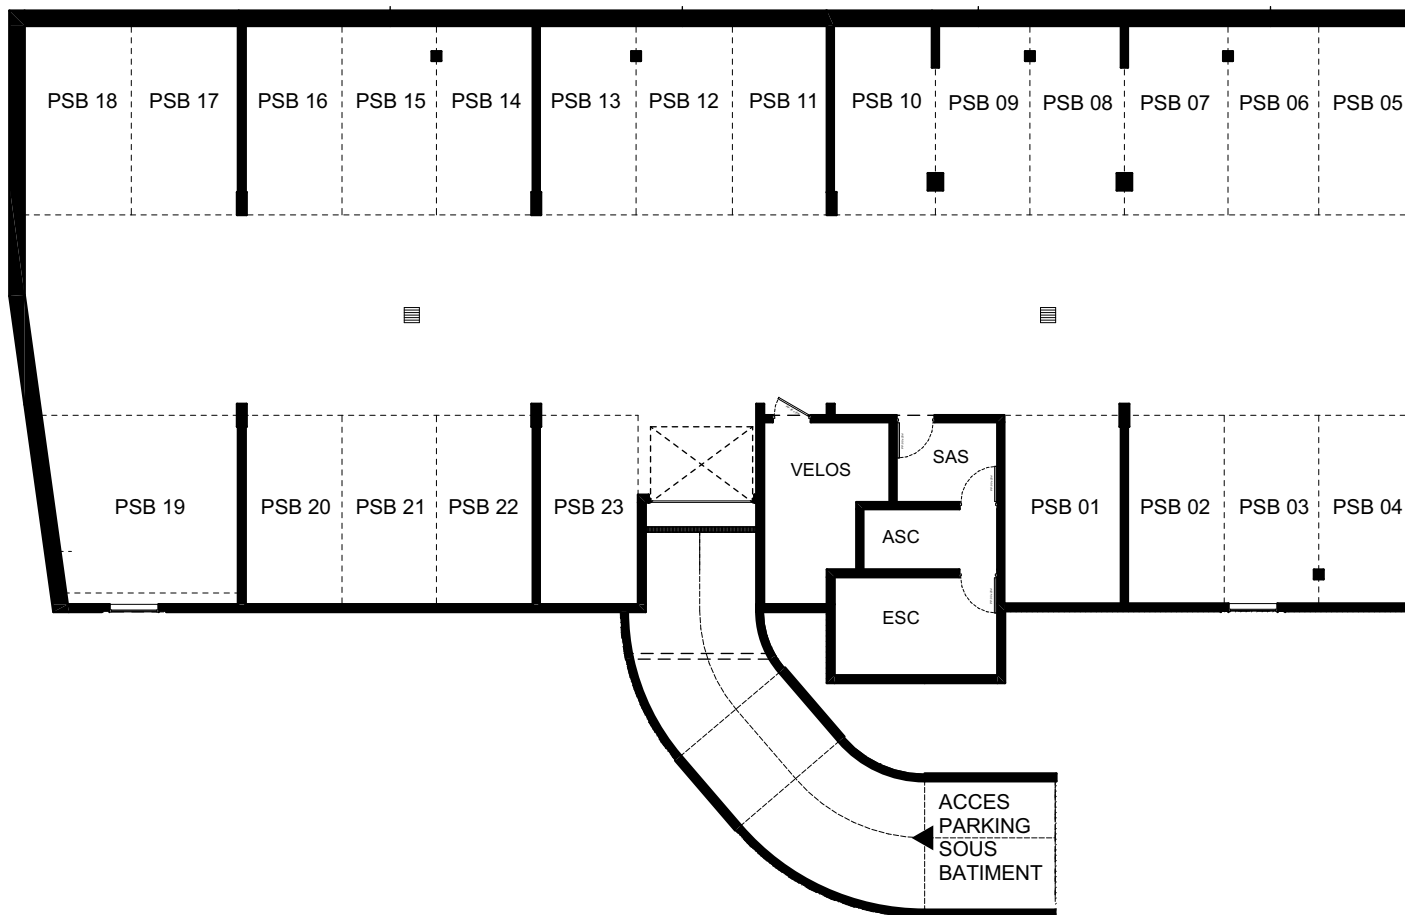 PSB 18
PSB 17
PSB 16
PSB 15
PSB 14
PSB 13
PSB 12
PSB 11
PSB 10
PSB 09
PSB 08
PSB 07
PSB 06
PSB 05
VELOS
SAS
PSB 19
PSB 20
PSB 21
PSB 22
PSB 23
ASC
PSB 01
PSB 02
PSB 03
PSB 04
ESC
ACCES
PARKING
SOUS
BATIMENT